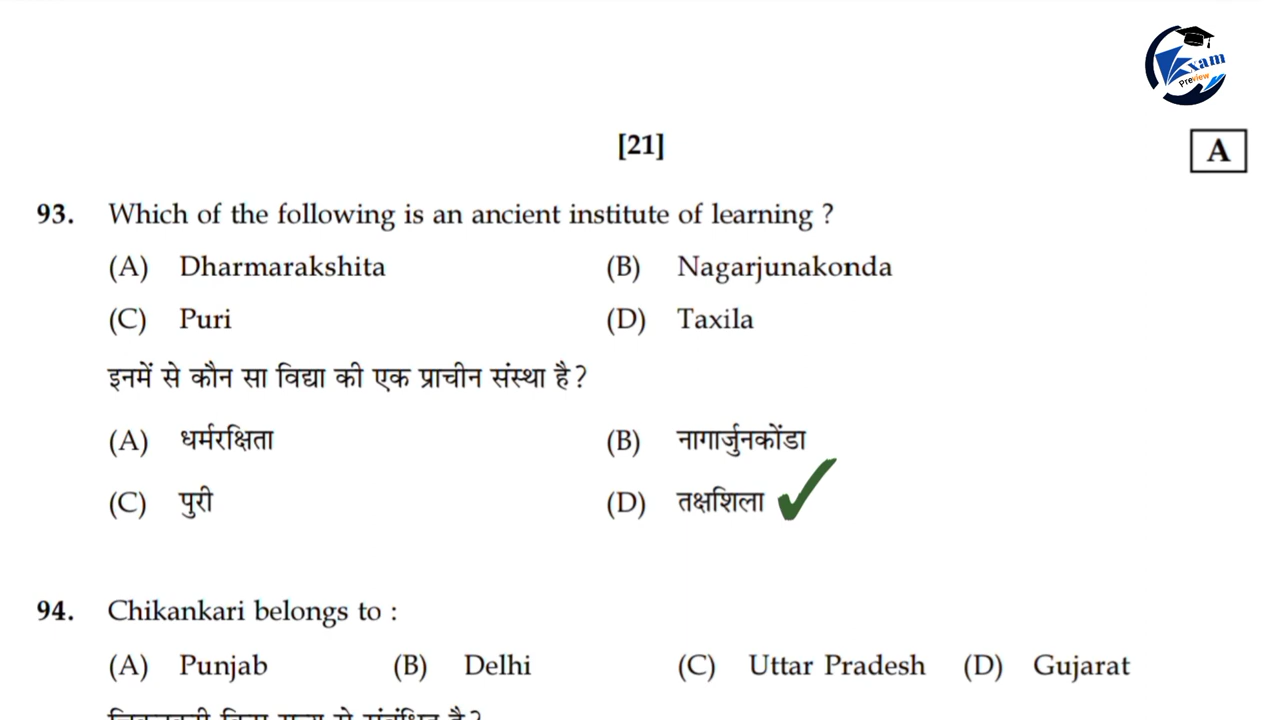 Exam
Preview
[21]
A
93. Which of the following is an ancient institute of learning ?
(A) Dharmarakshita (B) Nagarjunakonda
(C) Puri (D) Taxila
इनमें से कौन सा विद्या की एक प्राचीन संस्था है?
(A) धर्मरक्षिता (B) नागार्जुनकोंडा
(C) पुरी (D) तक्षशिला
94. Chikankari belongs to :
(A) Punjab (B) Delhi (C) Uttar Pradesh (D) Gujarat